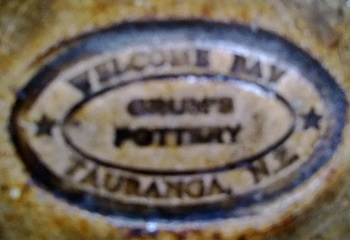 WELCOME BAY
GRUM'S
POTTERY
TAURANGA, N.Z.